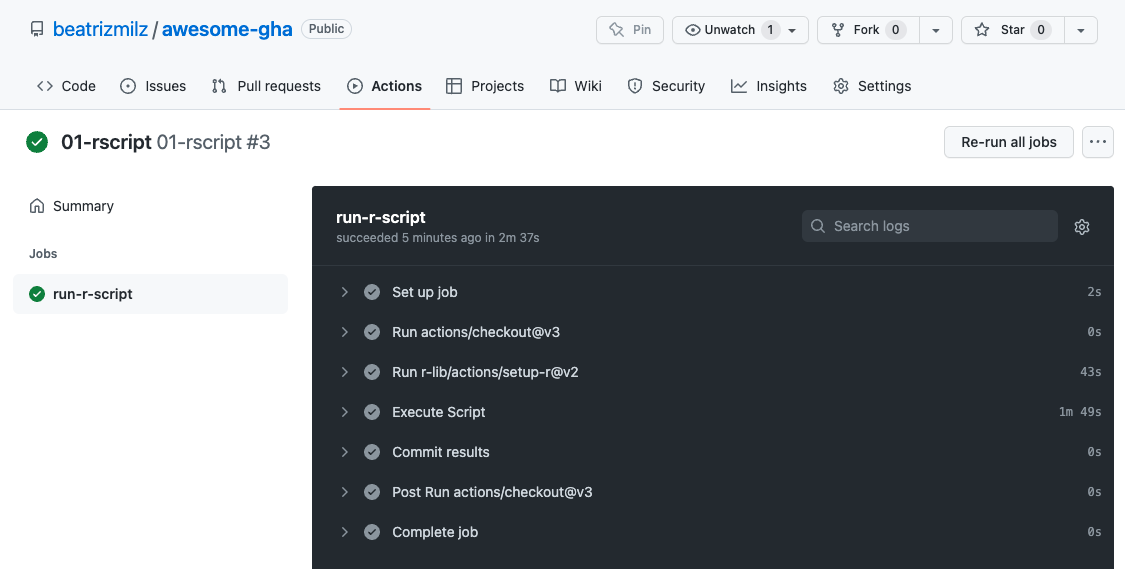 beatrizmilz / awesome-gha Public Pin Unwatch 1 Fork 0 Star 0
Code Issues Pull requests Actions Projects Wiki Security Insights Settings
01-rscript 01-rscript #3 Re-run all jobs ...
Summary
Jobs
run-r-script
run-r-script
succeeded 5 minutes ago in 2m 37s
Search logs
Set up job 2s
Run actions/checkout@v3 0s
Run r-lib/actions/setup-r@v2 43s
Execute Script 1m 49s
Commit results 0s
Post Run actions/checkout@v3 0s
Complete job 0s